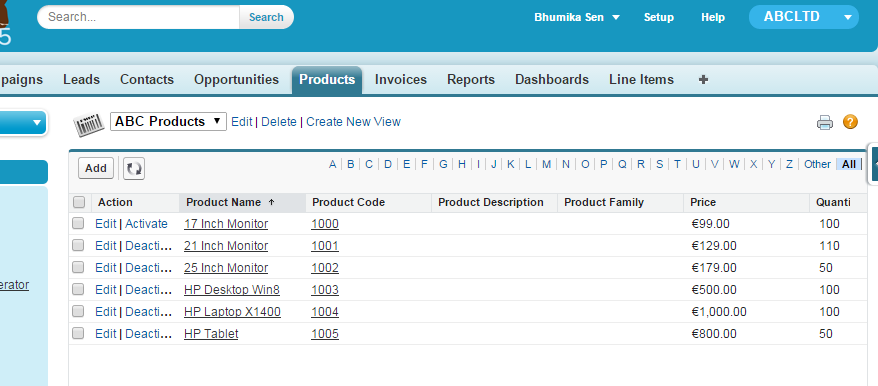 Search... Search Bhumika Sen Setup Help ABCLTD
5
paigns Leads Contacts Opportunities Products Invoices Reports Dashboards Line Items +
ABC Products Edit | Delete | Create New View
Add A B C D E F G H I J K L M N O P Q R S T U V W X Y Z Other All
Action Product Name Product Code Product Description Product Family Price Quanti
Edit | Activate 17 Inch Monitor 1000 €99.00 100
Edit | Deacti... 21 Inch Monitor 1001 €129.00 110
Edit | Deacti... 25 Inch Monitor 1002 €179.00 50
erator
Edit | Deacti... HP Desktop Win8 1003 €500.00 100
Edit | Deacti... HP Laptop X1400 1004 €1,000.00 100
Edit | Deacti... HP Tablet 1005 €800.00 50